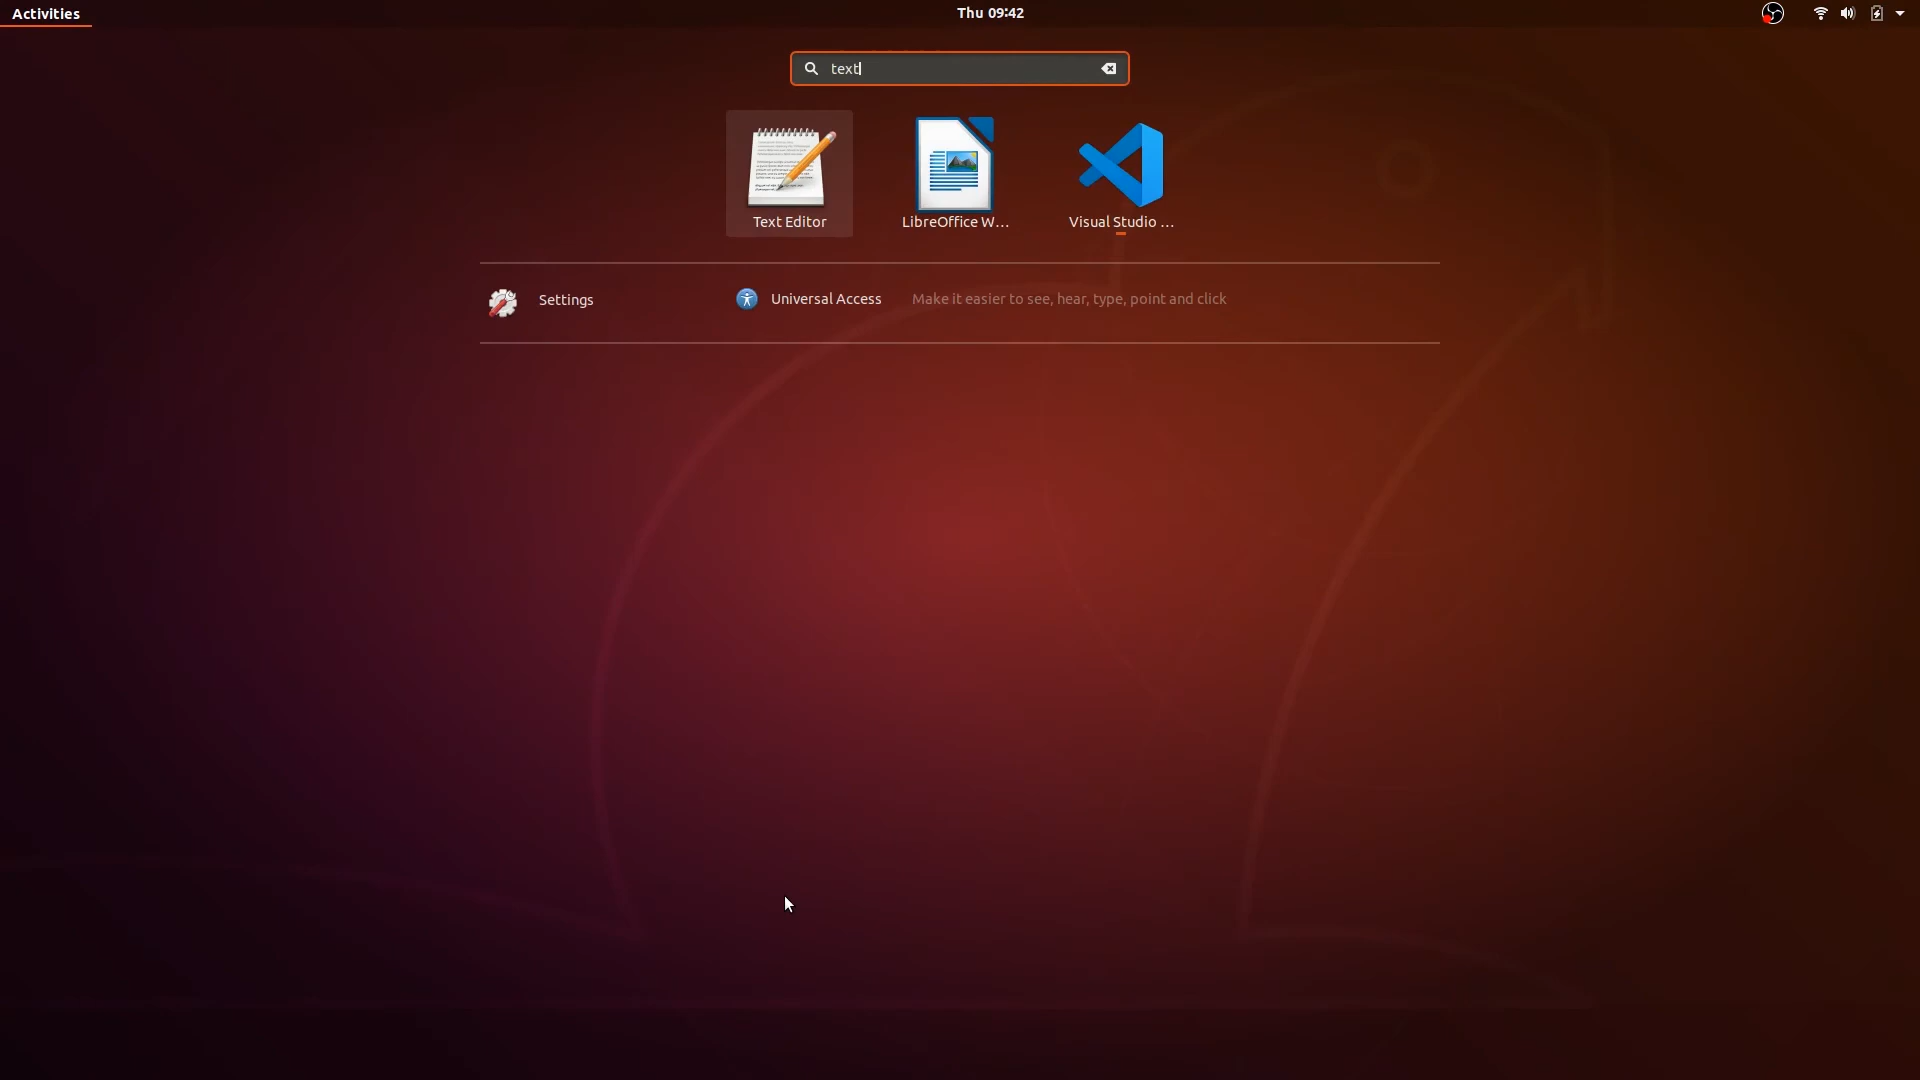 Activities
Thu 09:42
text
Text Editor
LibreOffice W...
Visual Studio ...
Settings
Universal Access
Make it easier to see, hear, type, point and click